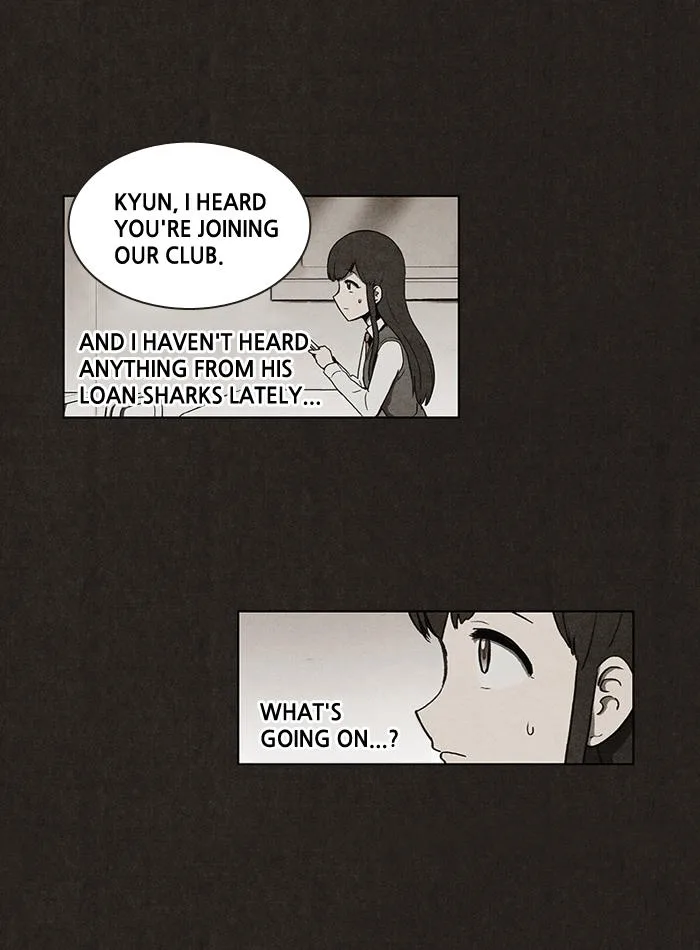 KYUN, I HEARD
YOU'RE JOINING
OUR CLUB.
AND I HAVEN'T HEARD
ANYTHING FROM HIS
LOAN SHARKS LATELY...
WHAT'S
GOING ON...?